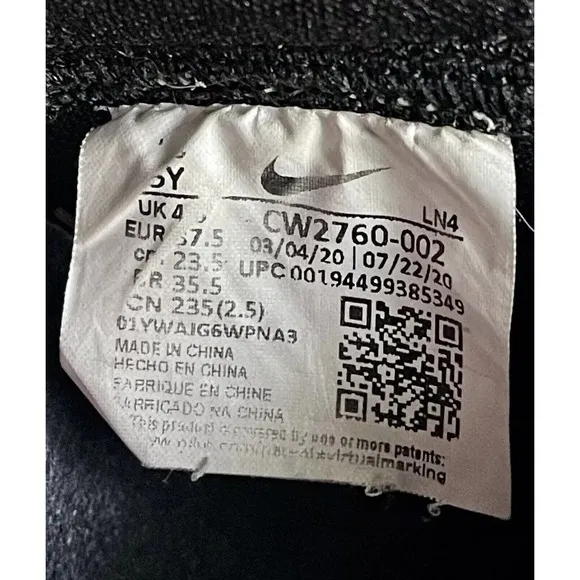 5Y
LN4
UK 4
CW2760-002
EUR 37.5
03/04/20 | 07/22/20
23.5
UPC 00194499385349
BR 35.5
CN 235(2.5)
01YWAJG6WPNA3
MADE IN CHINA
HECHO EN CHINA
FABRIQUE EN CHINE
FABRICADO NA CHINA
This product is covered by one or more patents:
virtualmarking